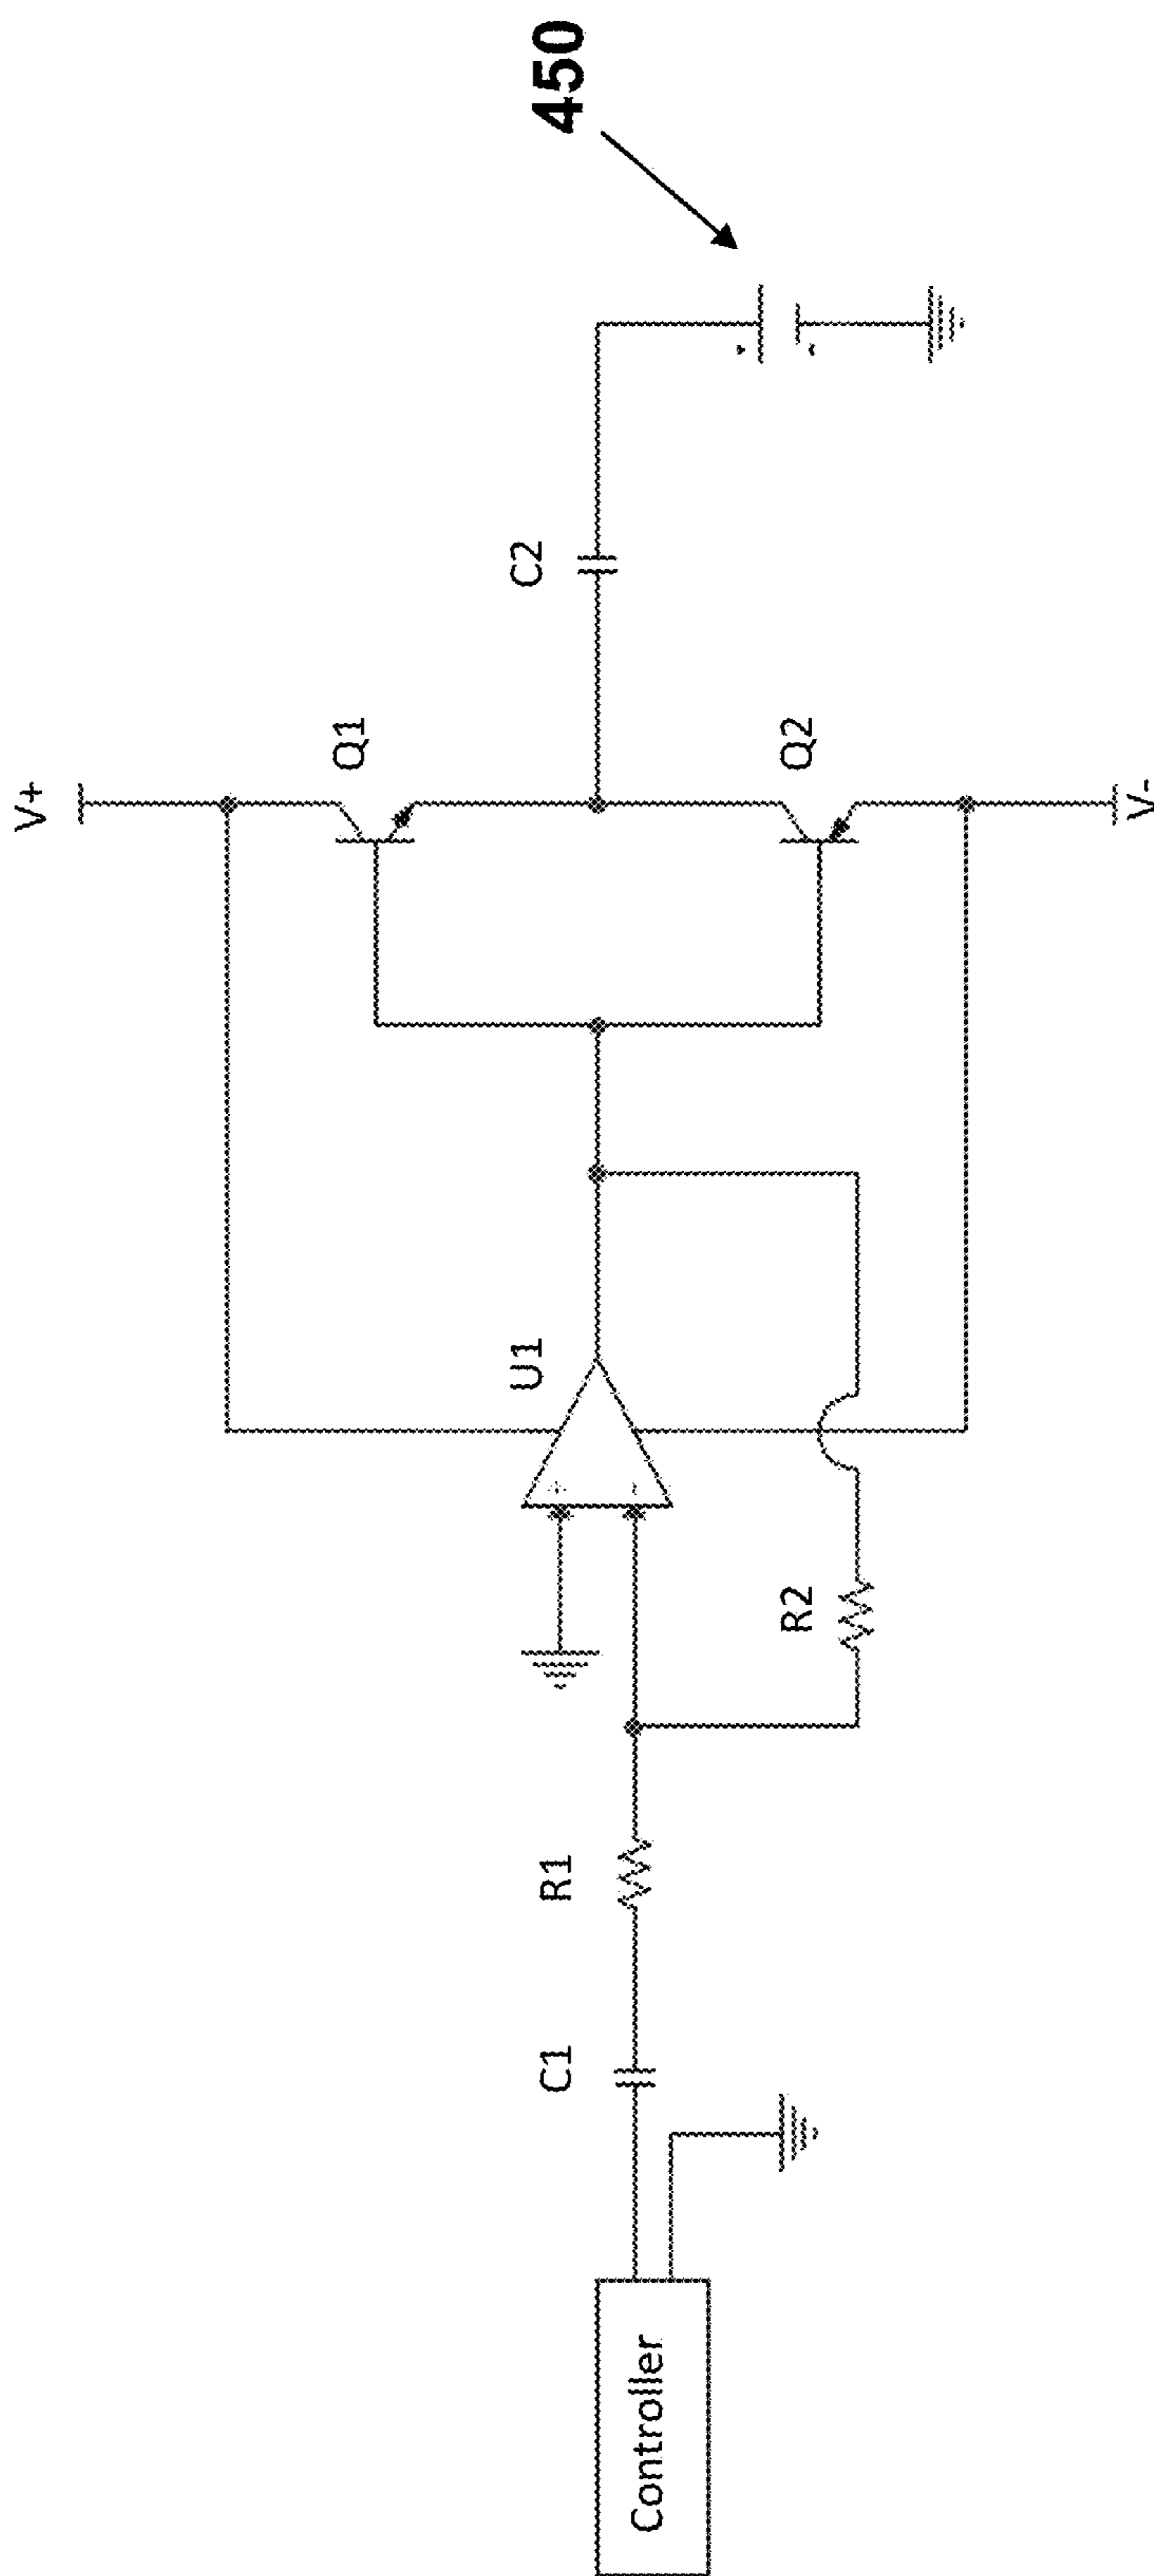 450
V+
Q1
C2
Q2
V-
U1
+
-
R2
R1
C1
Controller